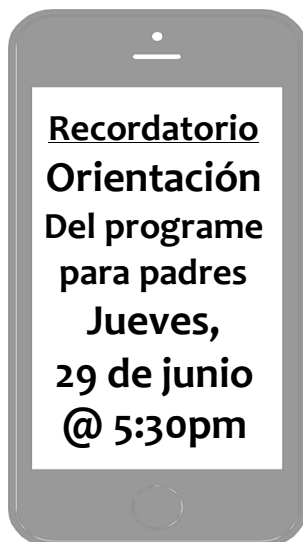 Recordatorio
Orientación
Del programe
para padres
Jueves,
29 de junio
@ 5:30pm